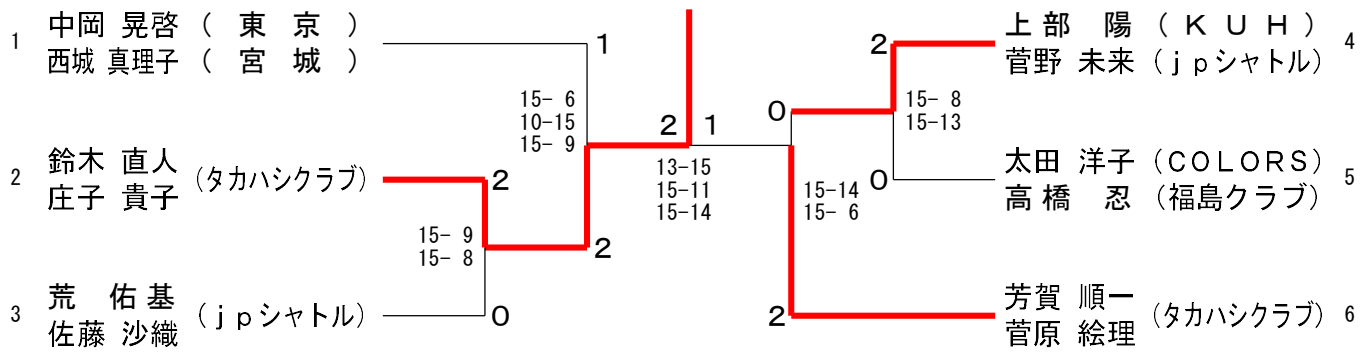 1 中岡 晃啓 ( 東 京 )
西城 真理子 ( 宮 城 )
1
15- 6
10-15
15- 9
2 鈴木 直人
庄子 貴子 (タカハシクラブ)
2
15- 9
15- 8
2
3 荒 佑基
佐藤 沙織 (ｊｐシャトル)
0
2 1
13-15
15-11
15-14
上部 陽 (ＫＵＨ) 4
菅野 未来 (ｊｐシャトル)
2
0
15- 8
15-13
太田 洋子 (COLORS) 5
高橋 忍 (福島クラブ)
0
15-14
15- 6
芳賀 順一
菅原 絵理 (タカハシクラブ) 6
2